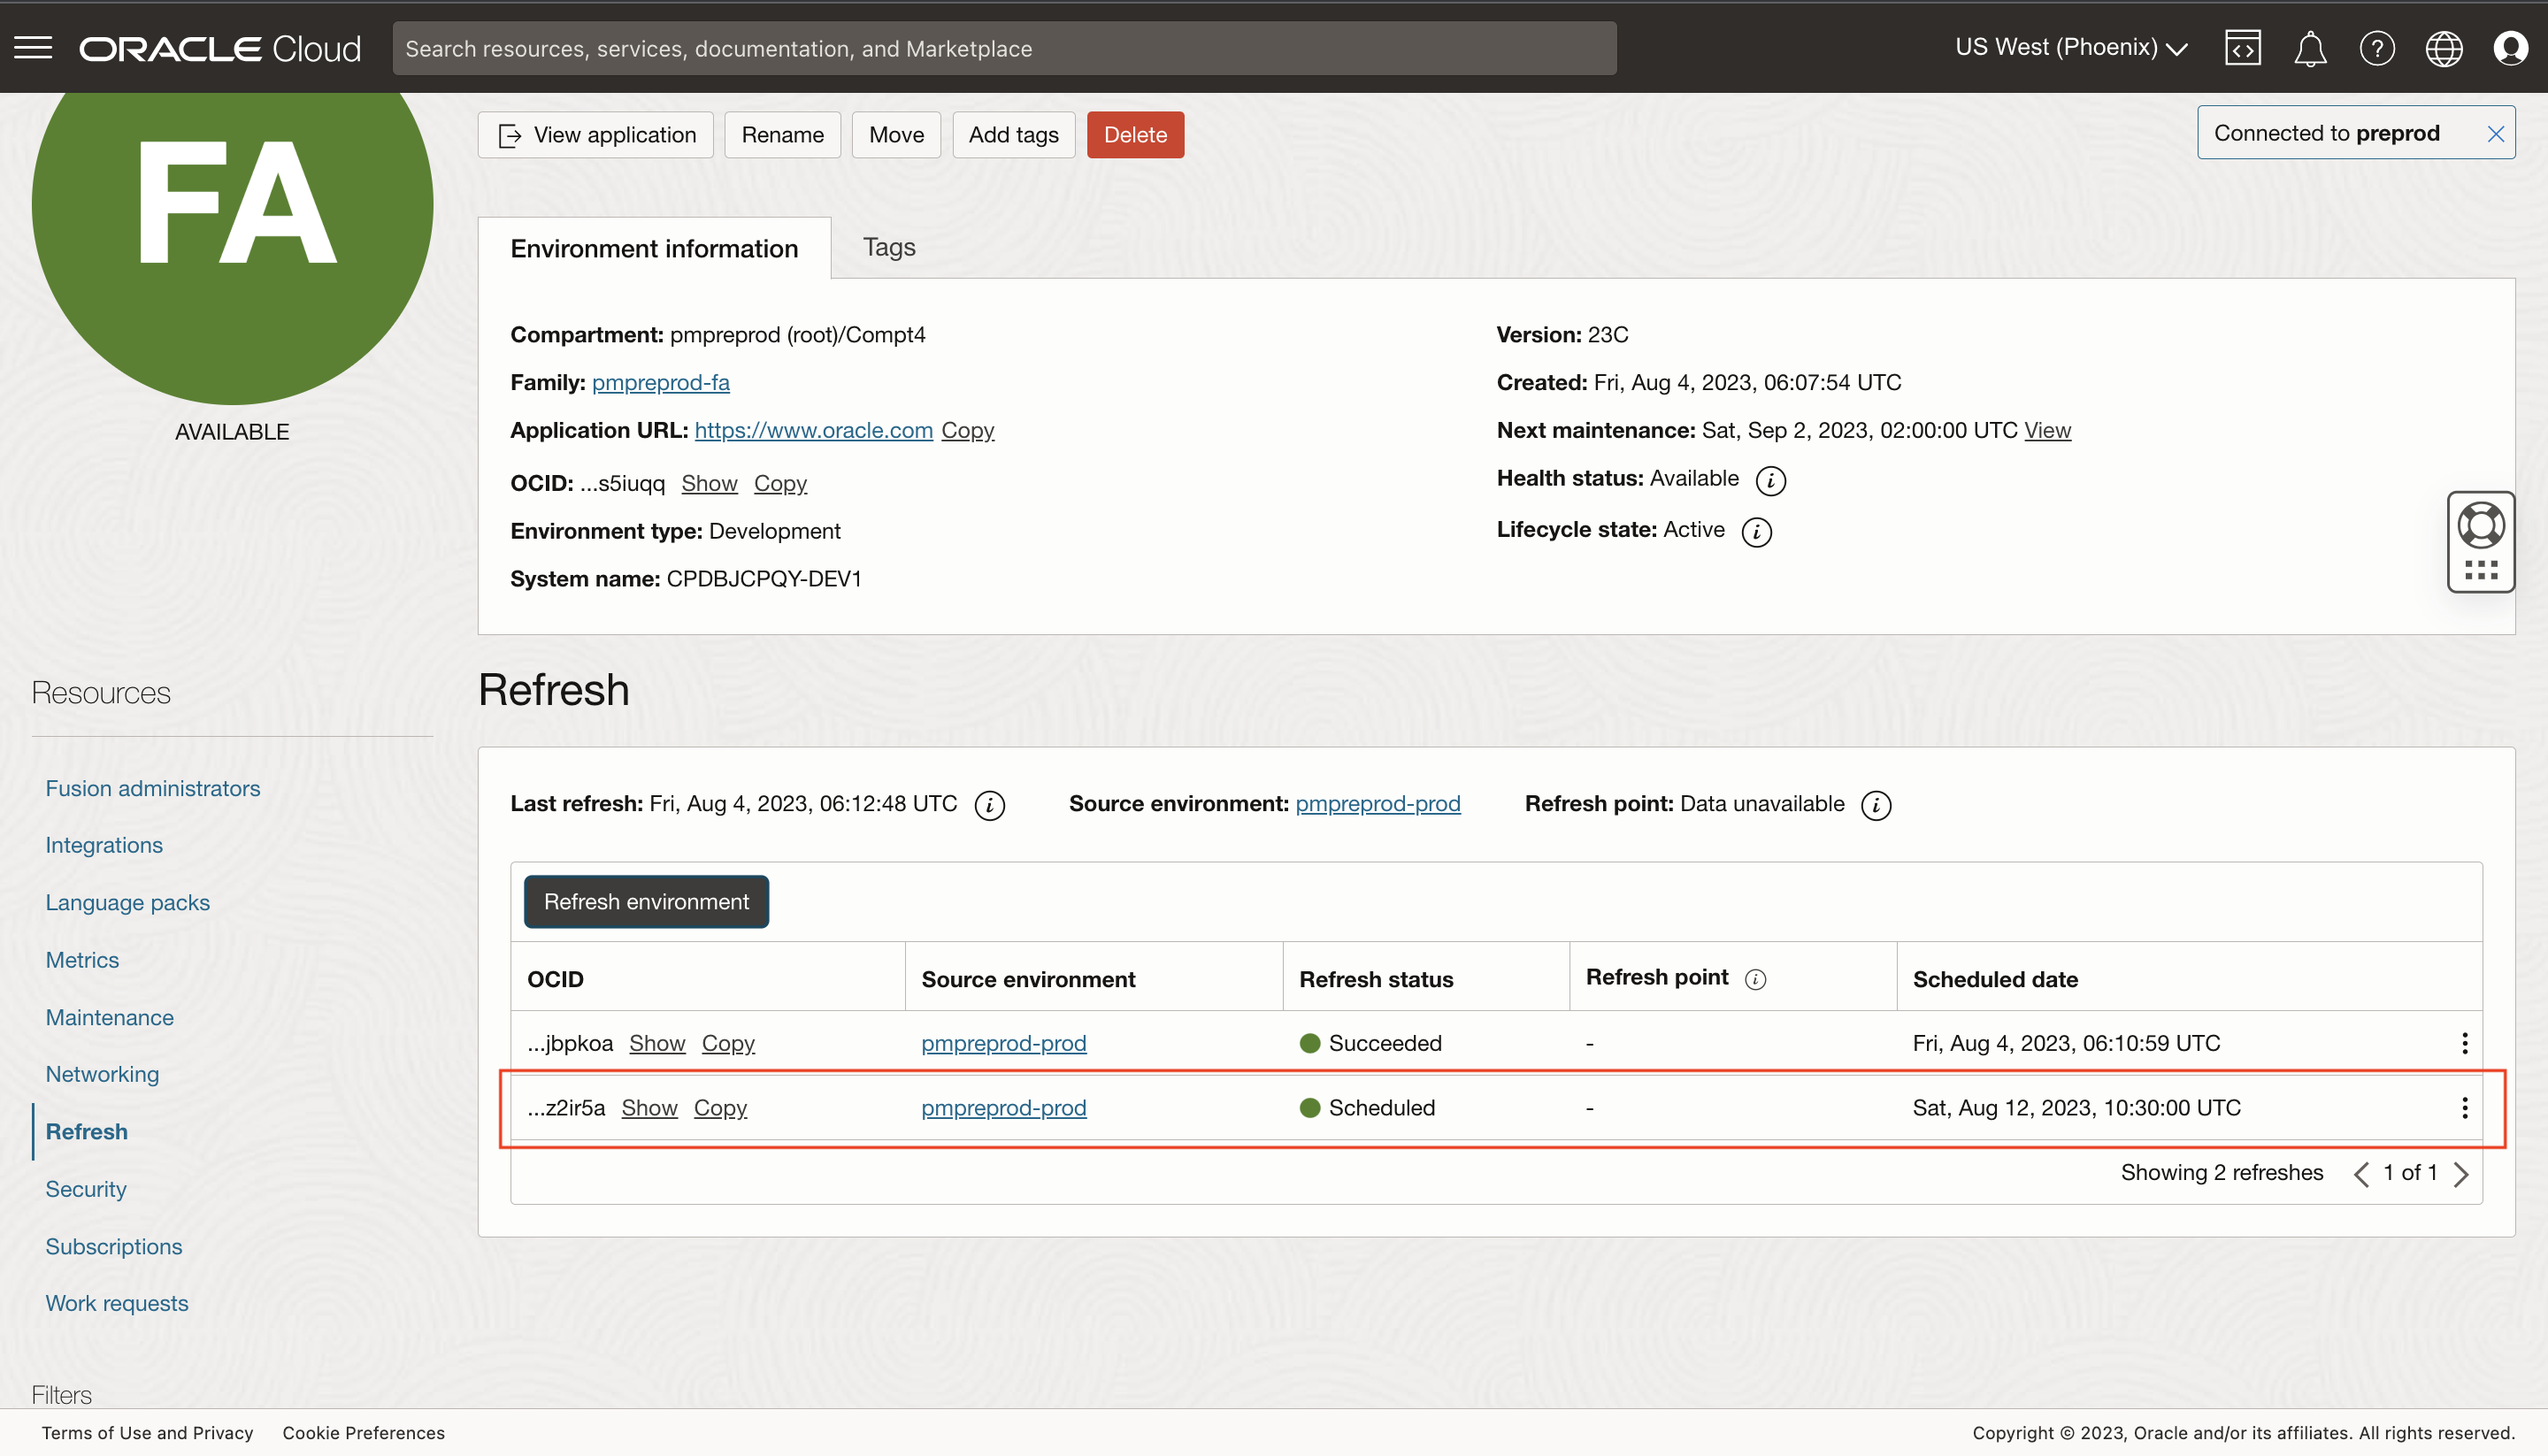 ORACLE Cloud
Search resources, services, documentation, and Marketplace
US West (Phoenix)
FA
AVAILABLE
View application
Rename
Move
Add tags
Delete
Connected to preprod
Environment information
Tags
Compartment: pmpreprod (root)/Compt4
Family: pmpreprod-fa
Application URL: https://www.oracle.com Copy
OCID: ...s5iuqq Show Copy
Environment type: Development
System name: CPDBJCPQY-DEV1
Version: 23C
Created: Fri, Aug 4, 2023, 06:07:54 UTC
Next maintenance: Sat, Sep 2, 2023, 02:00:00 UTC View
Health status: Available
Lifecycle state: Active
Resources
Fusion administrators
Integrations
Language packs
Metrics
Maintenance
Networking
Refresh
Security
Subscriptions
Work requests
Filters
Refresh
Last refresh: Fri, Aug 4, 2023, 06:12:48 UTC
Source environment: pmpreprod-prod
Refresh point: Data unavailable
Refresh environment
OCID Source environment Refresh status Refresh point Scheduled date
...jbpkoa Show Copy pmpreprod-prod Succeeded - Fri, Aug 4, 2023, 06:10:59 UTC
...z2ir5a Show Copy pmpreprod-prod Scheduled - Sat, Aug 12, 2023, 10:30:00 UTC
Showing 2 refreshes 1 of 1
Terms of Use and Privacy Cookie Preferences
Copyright © 2023, Oracle and/or its affiliates. All rights reserved.